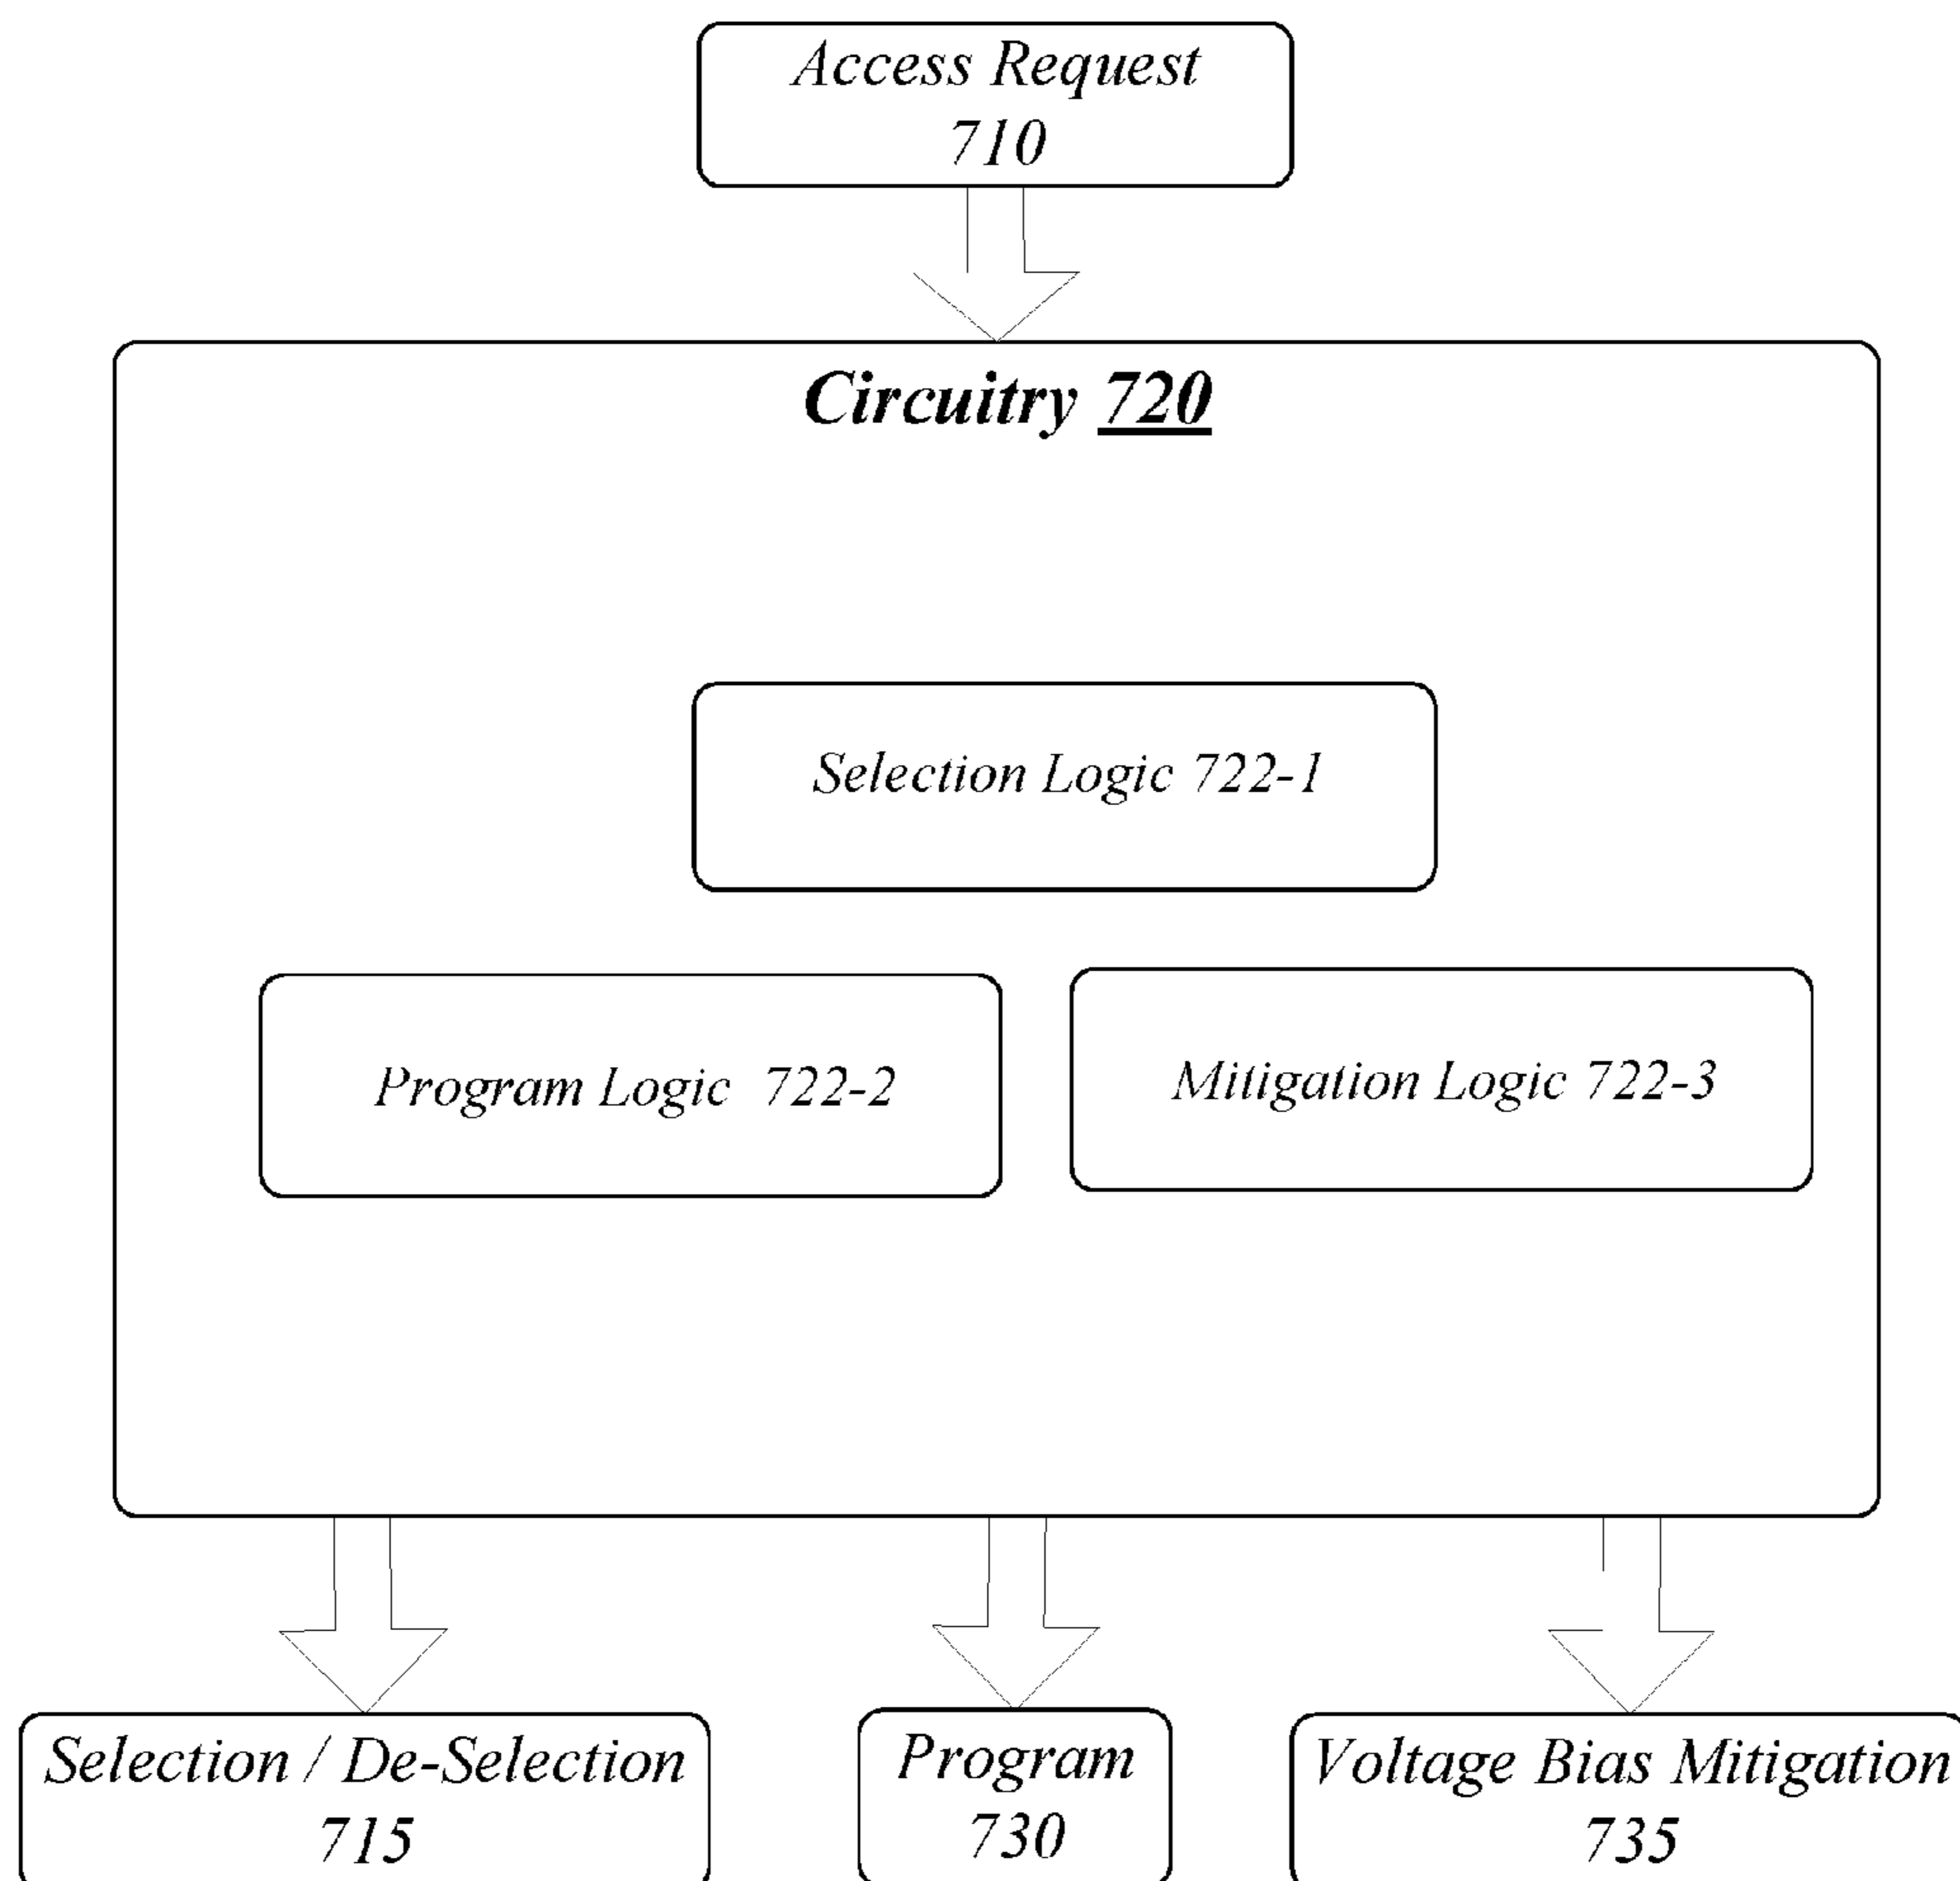 Access Request
710
Circuitry 720
Selection Logic 722-1
Program Logic 722-2
Mitigation Logic 722-3
Selection / De-Selection
715
Program
730
Voltage Bias Mitigation
735